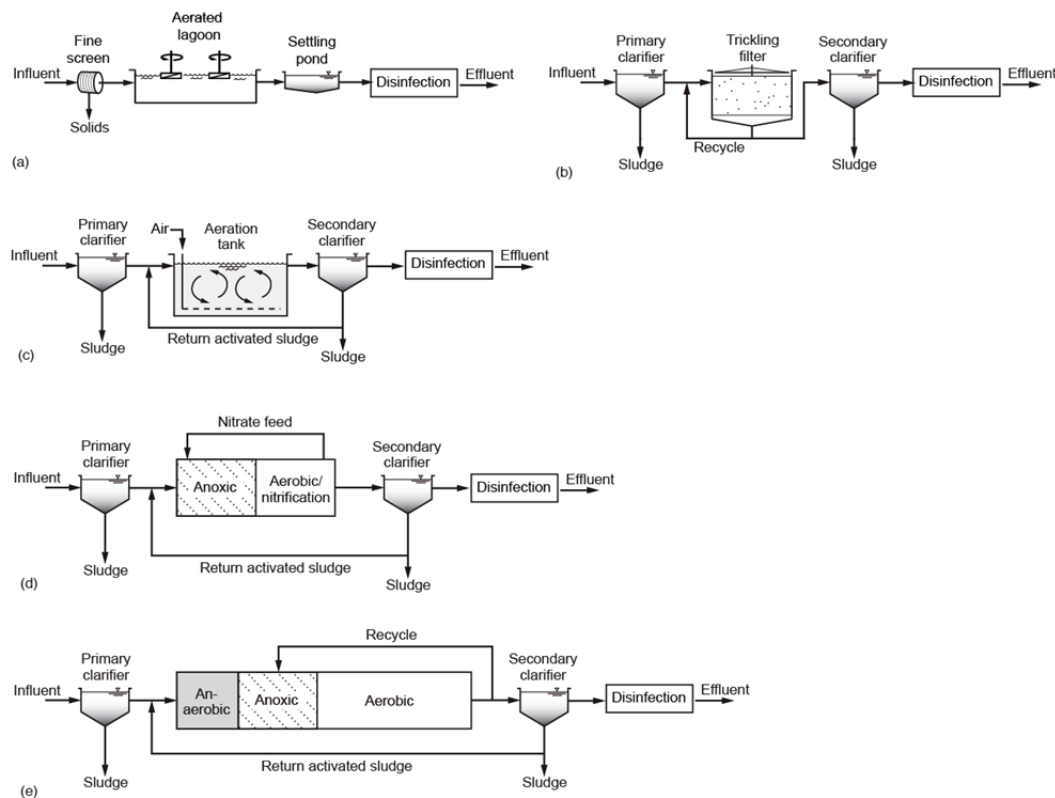 Aerated
lagoon
Fine
screen
Settling
pond
Influent
Disinfection
Effluent
Solids
(a)
Primary
clarifier
Trickling
filter
Secondary
clarifier
Influent
Disinfection
Effluent
Recycle
Sludge
Sludge
(b)
Primary
clarifier
Air
Aeration
tank
Secondary
clarifier
Influent
Disinfection
Effluent
Return activated sludge
Sludge
Sludge
(c)
Nitrate feed
Primary
clarifier
Secondary
clarifier
Influent
Anoxic
Aerobic/
nitrification
Disinfection
Effluent
Return activated sludge
Sludge
Sludge
(d)
Recycle
Primary
clarifier
Secondary
clarifier
Influent
An-
aerobic
Anoxic
Aerobic
Disinfection
Effluent
Return activated sludge
Sludge
Sludge
(e)